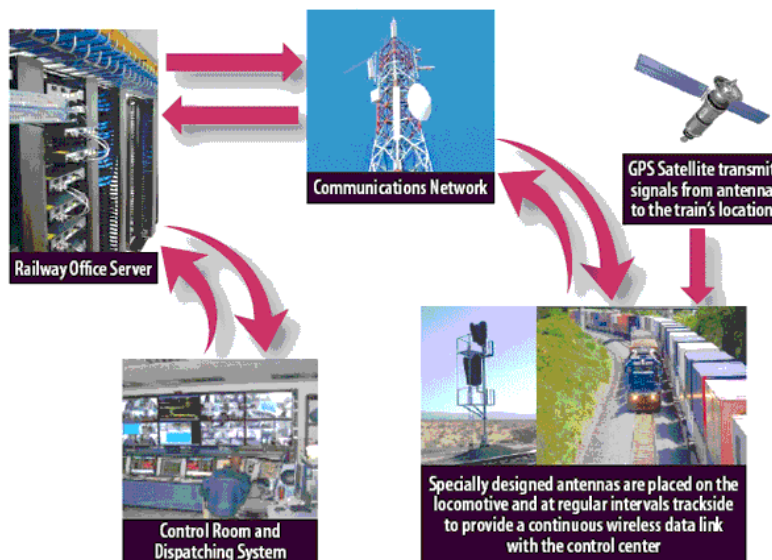 Communications Network
GPS Satellite transmit
signals from antenna
to the train's location
Railway Office Server
Control Room and
Dispatching System
Specially designed antennas are placed on the
locomotive and at regular intervals trackside
to provide a continuous wireless data link
with the control center